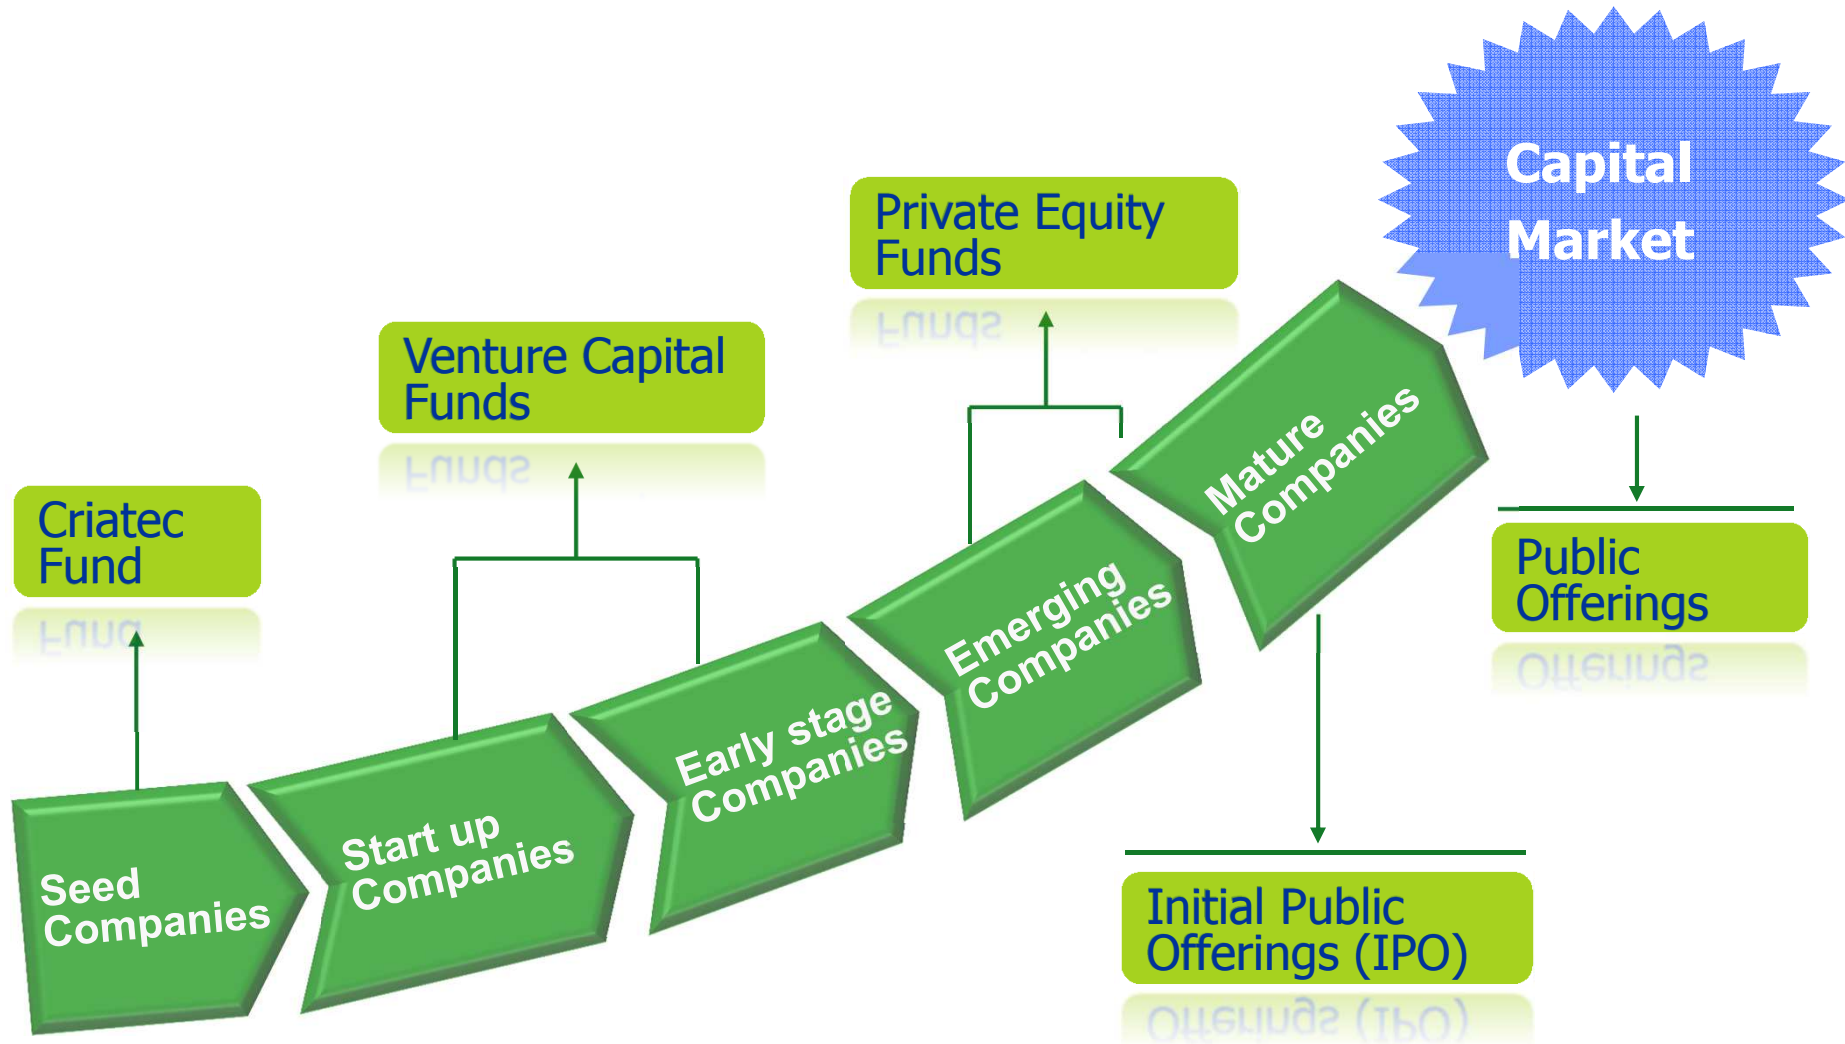 Capital
Market
Private Equity
Funds
Venture Capital
Funds
Criatec
Fund
Public
Offerings
Initial Public
Offerings (IPO)
Seed
Companies
Start up
Companies
Early stage
Companies
Emerging
Companies
Mature
Companies